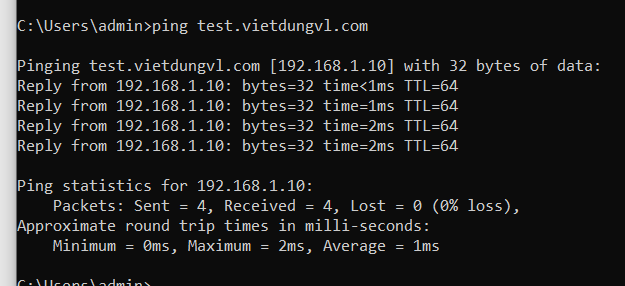 C:\Users\admin>ping test.vietdungvl.com
Pinging test.vietdungvl.com [192.168.1.10] with 32 bytes of data:
Reply from 192.168.1.10: bytes=32 time<1ms TTL=64
Reply from 192.168.1.10: bytes=32 time=1ms TTL=64
Reply from 192.168.1.10: bytes=32 time=2ms TTL=64
Reply from 192.168.1.10: bytes=32 time=2ms TTL=64
Ping statistics for 192.168.1.10:
    Packets: Sent = 4, Received = 4, Lost = 0 (0% loss),
Approximate round trip times in milli-seconds:
    Minimum = 0ms, Maximum = 2ms, Average = 1ms
C:\Users\admin>